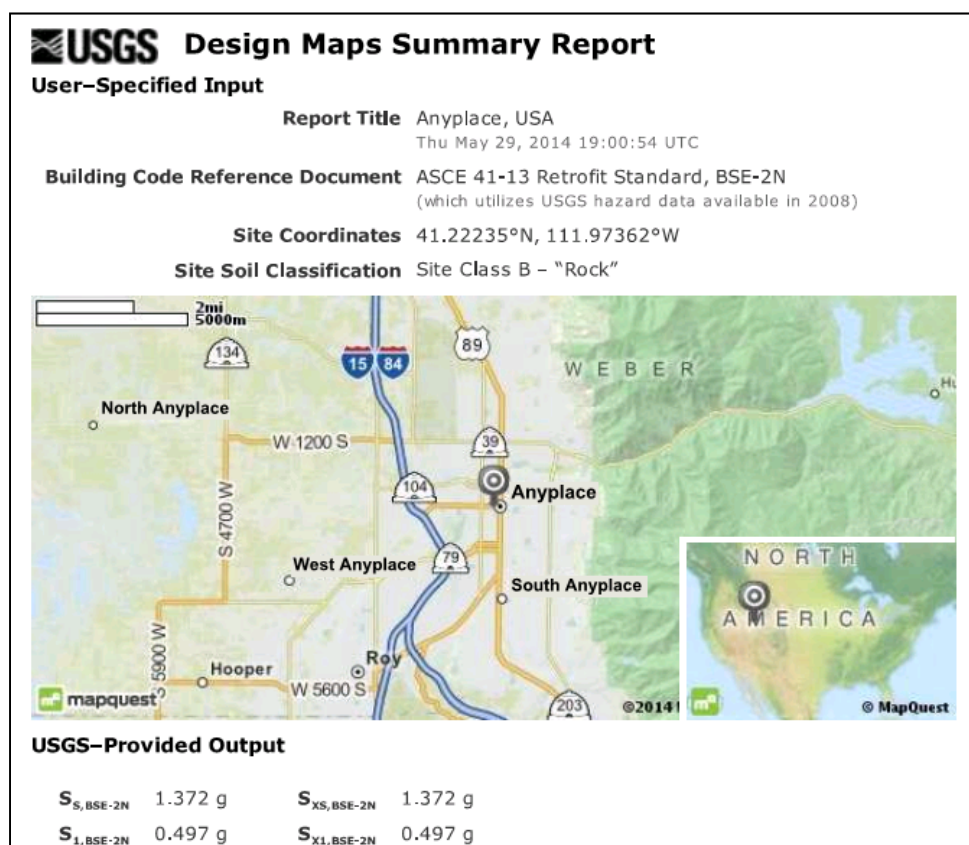 USGS Design Maps Summary Report
User–Specified Input
Report Title Anyplace, USA
Thu May 29, 2014 19:00:54 UTC
Building Code Reference Document ASCE 41-13 Retrofit Standard, BSE-2N
(which utilizes USGS hazard data available in 2008)
Site Coordinates 41.22235°N, 111.97362°W
Site Soil Classification Site Class B – “Rock”
2mi
5000m
134
15 84
89
WEBER
North Anyplace
W 1200 S
39
104
Anyplace
S 4700 W
79
West Anyplace
South Anyplace
NORTH
AMERICA
S 5900 W
Hooper
Roy
W 5600 S
mapquest
203
©2014
© MapQuest
USGS–Provided Output
SS,BSE-2N 1.372 g SXS,BSE-2N 1.372 g
S1,BSE-2N 0.497 g SX1,BSE-2N 0.497 g